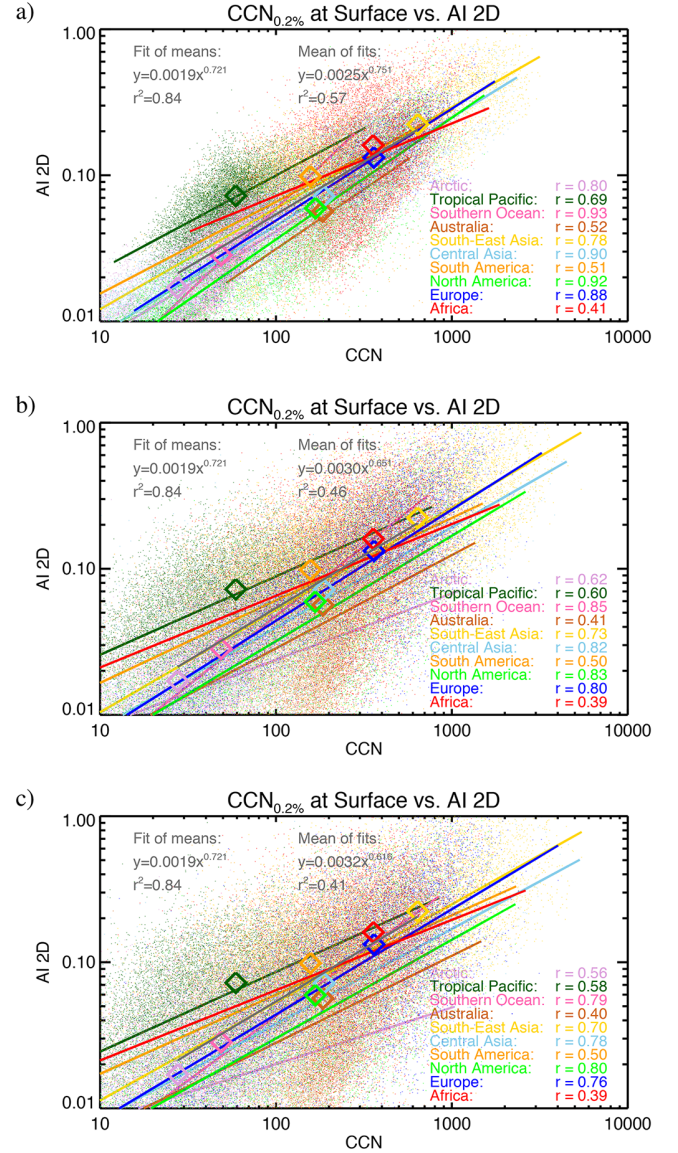 a)
CCN0.2% at Surface vs. AI 2D
1.00
Fit of means: Mean of fits:
y=0.0019x0.721 y=0.0025x0.751
r2=0.84 r2=0.57
AI 2D
0.10
Arctic: r = 0.80
Tropical Pacific: r = 0.69
Southern Ocean: r = 0.93
Australia: r = 0.52
South-East Asia: r = 0.78
Central Asia: r = 0.90
South America: r = 0.51
North America: r = 0.92
Europe: r = 0.88
Africa: r = 0.41
0.01
10 100 1000 10000
CCN
b)
CCN0.2% at Surface vs. AI 2D
1.00
Fit of means: Mean of fits:
y=0.0019x0.721 y=0.0030x0.651
r2=0.84 r2=0.46
AI 2D
0.10
Arctic: r = 0.62
Tropical Pacific: r = 0.60
Southern Ocean: r = 0.85
Australia: r = 0.41
South-East Asia: r = 0.73
Central Asia: r = 0.82
South America: r = 0.50
North America: r = 0.83
Europe: r = 0.80
Africa: r = 0.39
0.01
10 100 1000 10000
CCN
c)
CCN0.2% at Surface vs. AI 2D
1.00
Fit of means: Mean of fits:
y=0.0019x0.721 y=0.0032x0.616
r2=0.84 r2=0.41
AI 2D
0.10
Arctic: r = 0.56
Tropical Pacific: r = 0.58
Southern Ocean: r = 0.79
Australia: r = 0.40
South-East Asia: r = 0.70
Central Asia: r = 0.78
South America: r = 0.50
North America: r = 0.80
Europe: r = 0.76
Africa: r = 0.39
0.01
10 100 1000 10000
CCN